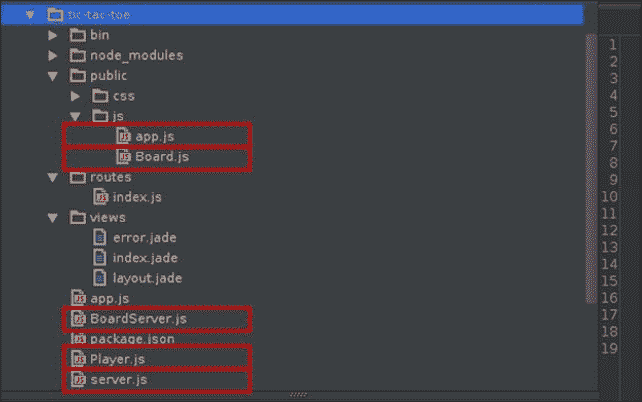 tic-tac-toe
bin
node_modules
public
css
js
app.js
Board.js
routes
index.js
views
error.jade
index.jade
layout.jade
app.js
BoardServer.js
package.json
Player.js
server.js
1
2
3
4
5
6
7
8
9
10
11
12
13
14
15
16
17
18
19